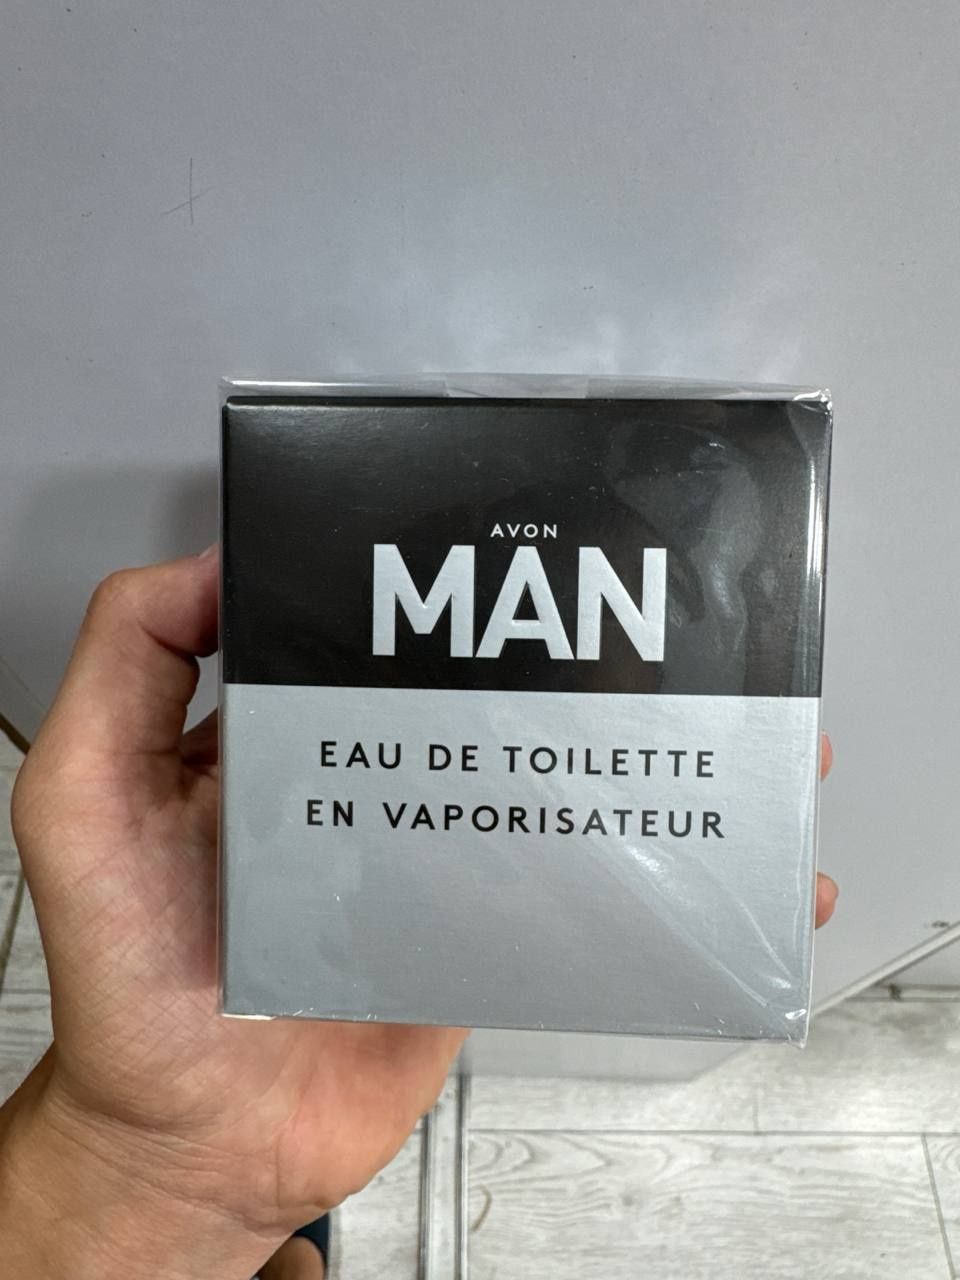 AVON
MAN
EAU DE TOILETTE
EN VAPORISATEUR